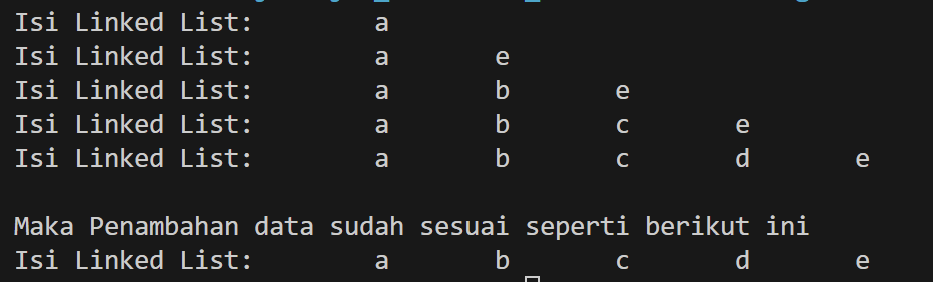 Isi Linked List:        a
Isi Linked List:        a       e
Isi Linked List:        a       b       e
Isi Linked List:        a       b       c       e
Isi Linked List:        a       b       c       d       e

Maka Penambahan data sudah sesuai seperti berikut ini
Isi Linked List:        a       b       c       d       e